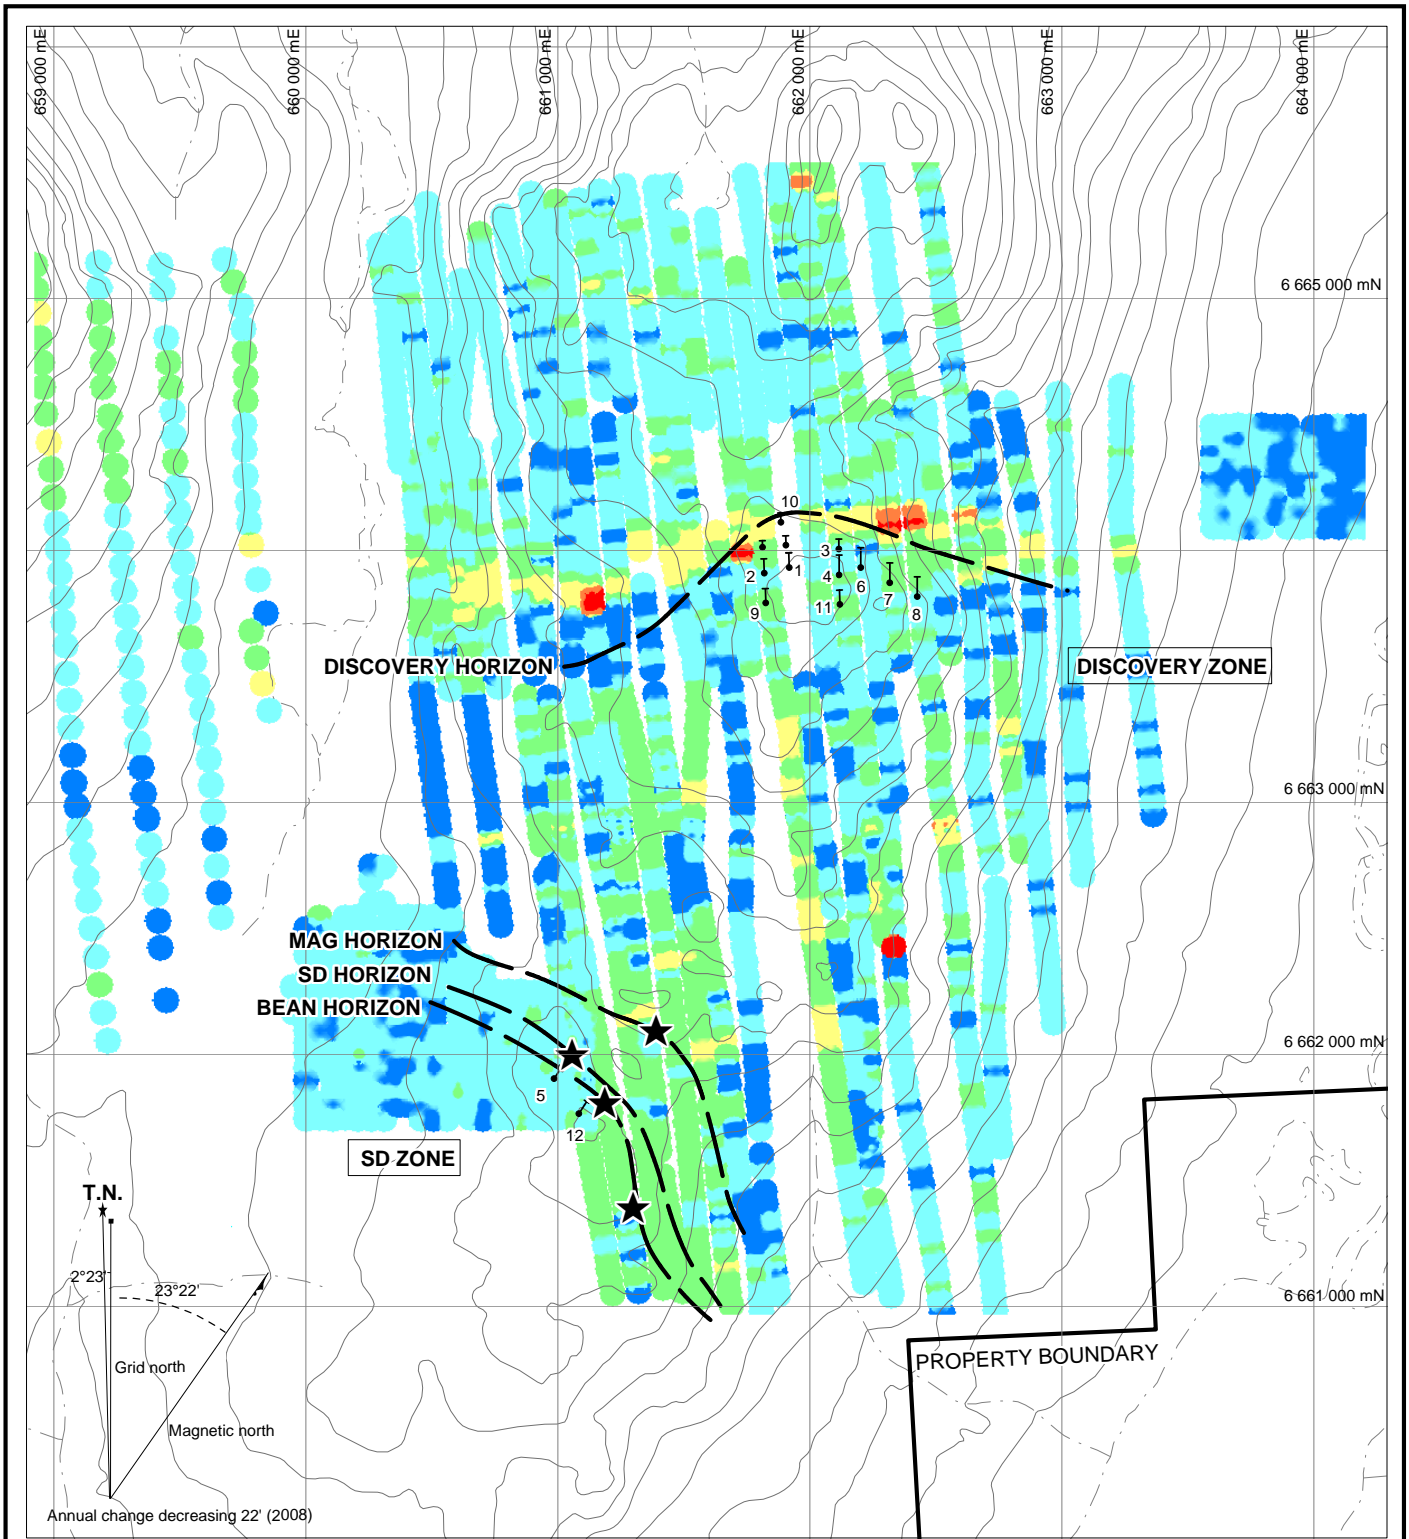 659 000 mE
660 000 mE
661 000 mE
662 000 mE
663 000 mE
664 000 mE
6 665 000 mN
10
3
2
1
4
6
7
9
11
8
DISCOVERY HORIZON
DISCOVERY ZONE
6 663 000 mN
MAG HORIZON
SD HORIZON
BEAN HORIZON
6 662 000 mN
5
12
SD ZONE
T.N.
2°23'
23°22'
6 661 000 mN
PROPERTY BOUNDARY
Grid north
Magnetic north
Annual change decreasing 22' (2008)